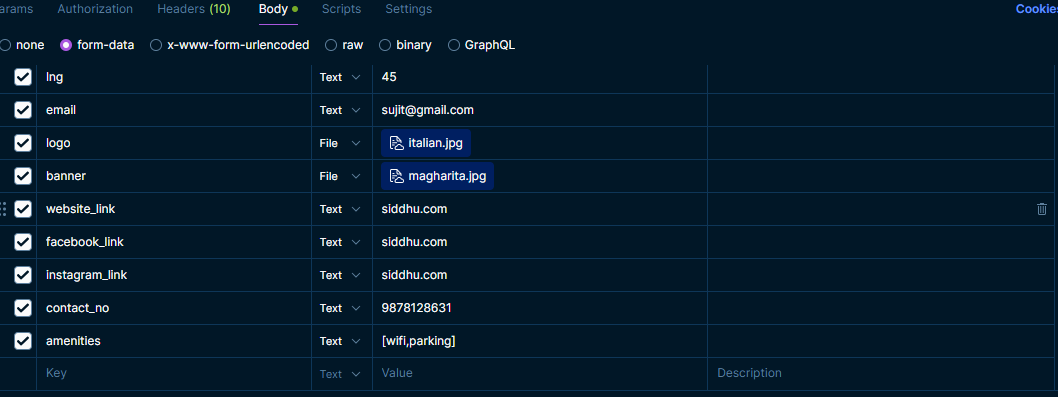 arams Authorization Headers (10) Body Scripts Settings Cookies
none form-data x-www-form-urlencoded raw binary GraphQL
lng Text 45
email Text sujit@gmail.com
logo File italian.jpg
banner File magharita.jpg
website_link Text siddhu.com
facebook_link Text siddhu.com
instagram_link Text siddhu.com
contact_no Text 9878128631
amenities Text [wifi,parking]
Key Text Value Description